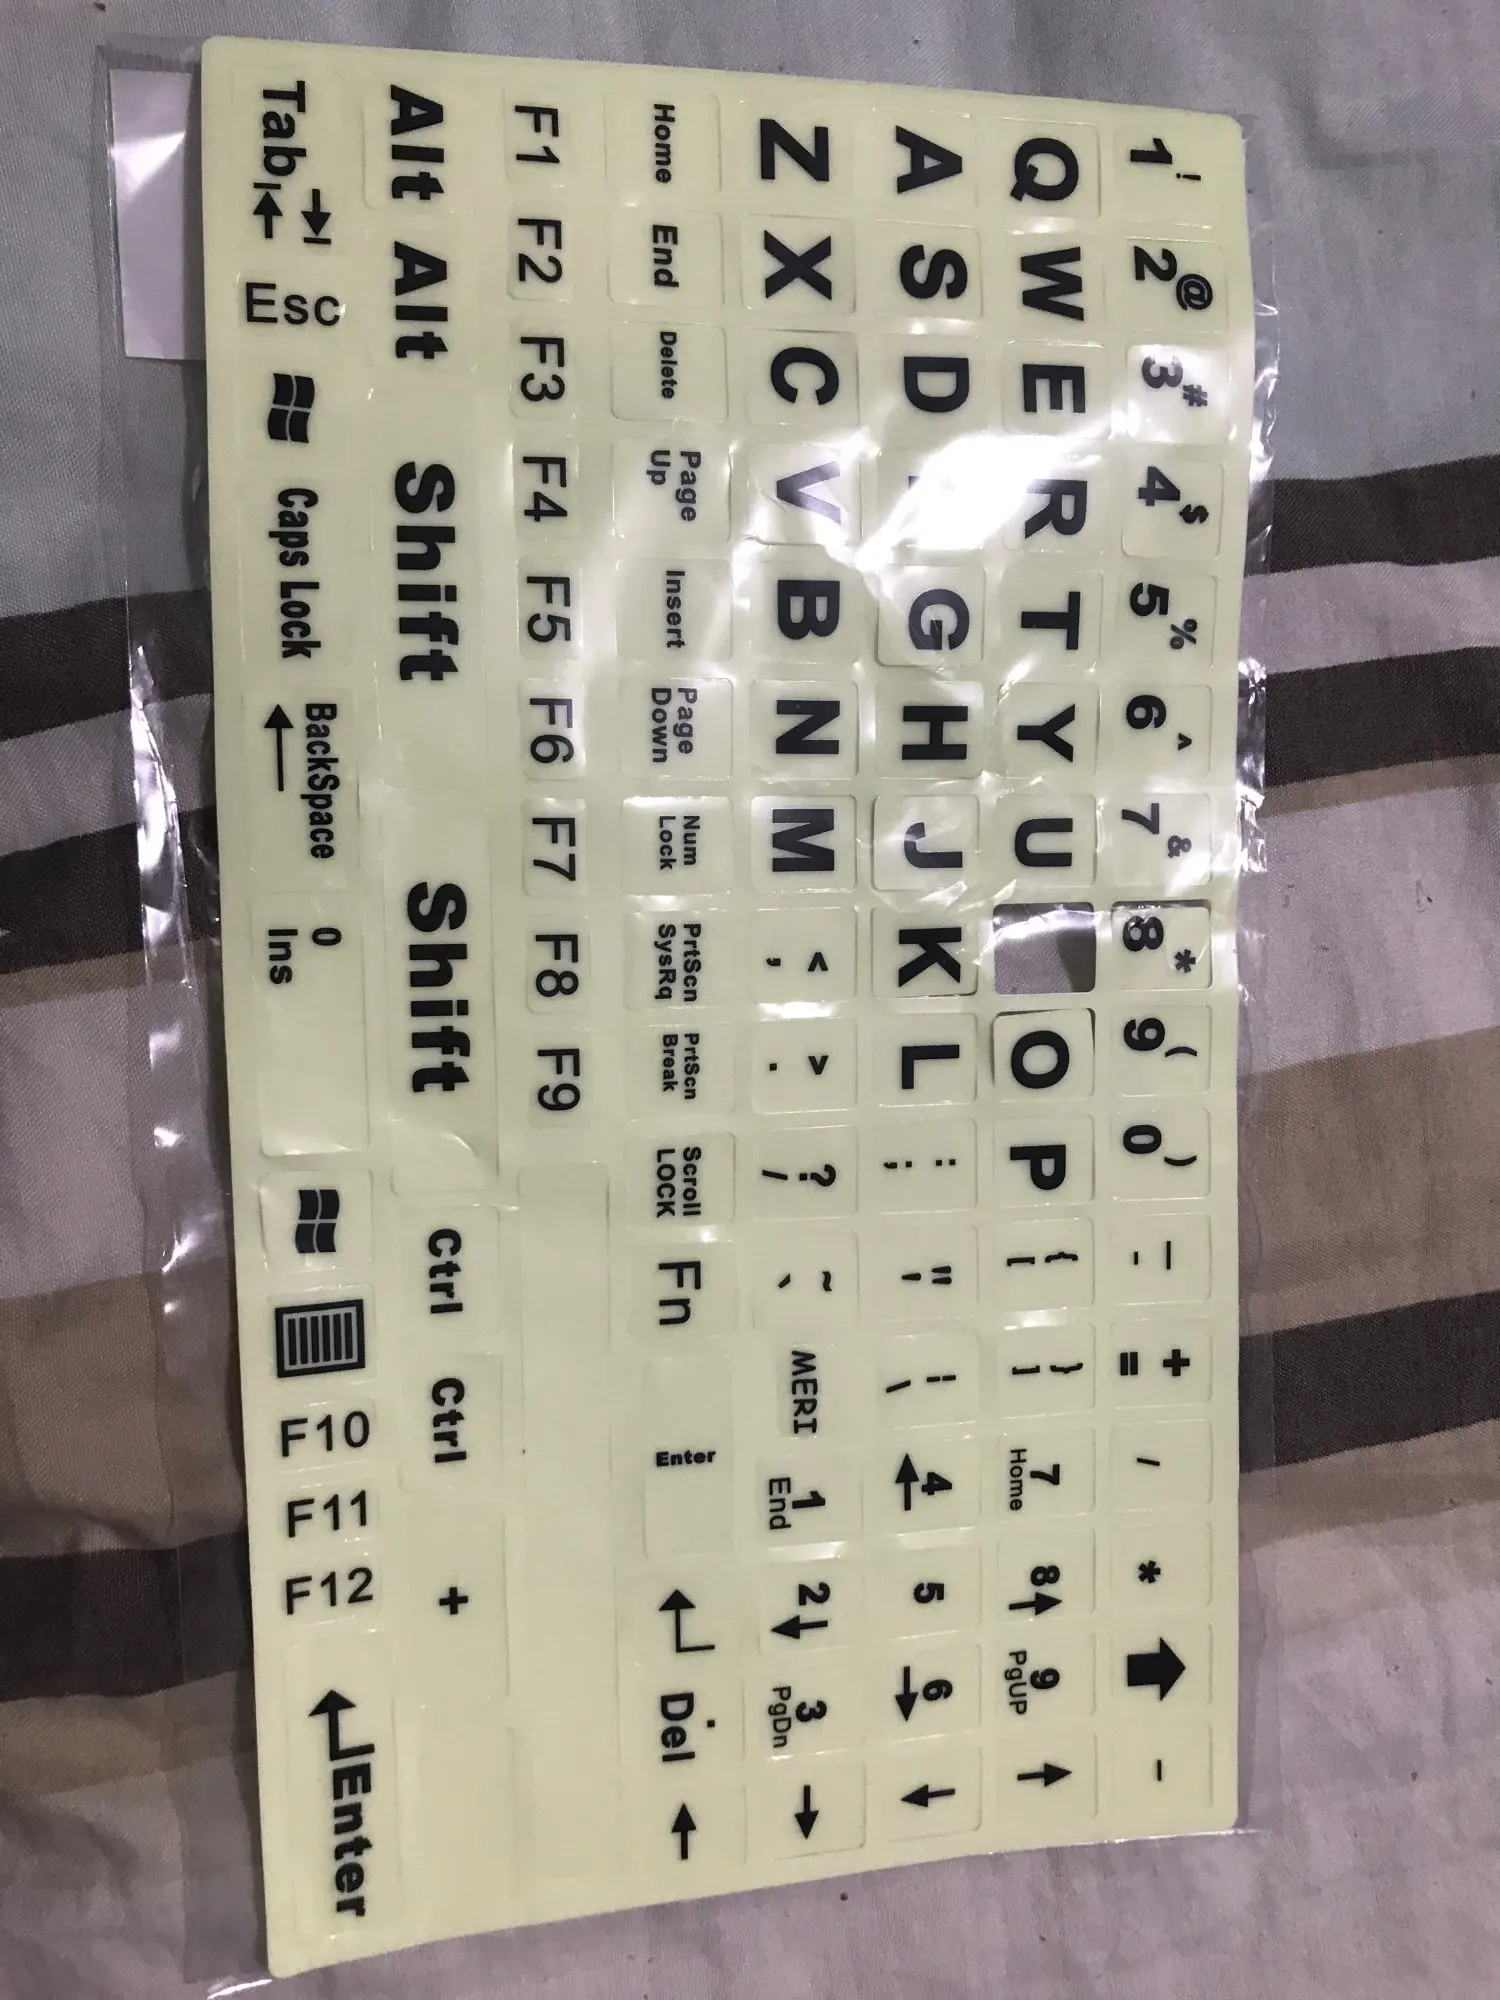 1 ! 2 @ 3 # 4 $ 5 % 6 ^ 7 & 8 * 9 ( 0 ) _ - + = / * -
Q W E R T Y U O P { [ } ] 7 Home 8 9 PgUP
A S D G H J K L : ; " ' ¦ \ 4 5 6
Z X C V B N M < , > . ? / ~ ` MERI 1 End 2 3 PgDn
Home End Delete Page Up Insert Page Down Num Lock PrtScn SysRq PrtScn Break Scroll LOCK Fn Enter . Del
F1 F2 F3 F4 F5 F6 F7 F8 F9
Alt Alt Shift Shift Ctrl Ctrl +
Tab Esc Caps Lock BackSpace 0 Ins F10 F11 F12 Enter